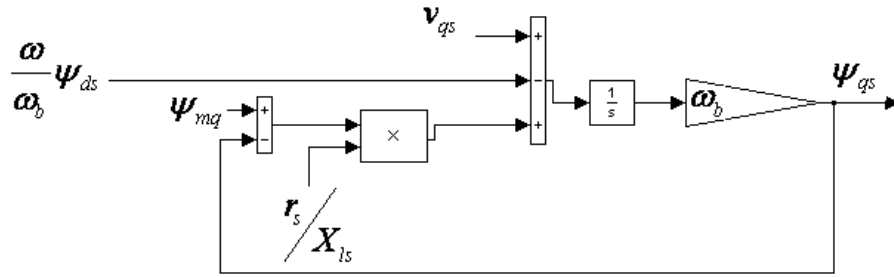 v_qs
+
ω/ω_b ψ_ds
−
ψ_mq
+
−
×
+
1/s
ω_b
ψ_qs
r_s/X_ls